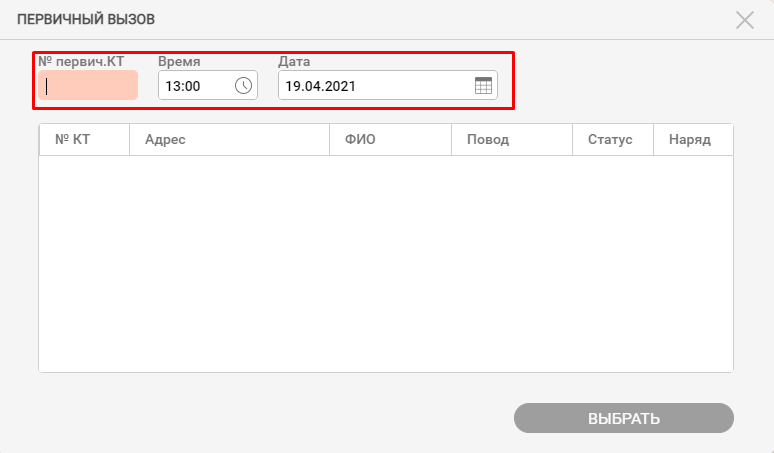 ПЕРВИЧНЫЙ ВЫЗОВ
№ первич.КТ Время Дата
13:00 19.04.2021
№ КТ Адрес ФИО Повод Статус Наряд
ВЫБРАТЬ